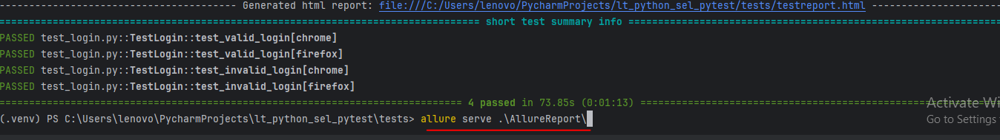 ---------------------------------------- Generated html report: file:///C:/Users/lenovo/PycharmProjects/lt_python_sel_pytest/tests/testreport.html ----------------------
================================================================================= short test summary info =================================================================
PASSED test_login.py::TestLogin::test_valid_login[chrome]
PASSED test_login.py::TestLogin::test_valid_login[firefox]
PASSED test_login.py::TestLogin::test_invalid_login[chrome]
PASSED test_login.py::TestLogin::test_invalid_login[firefox]
============================================================================== 4 passed in 73.85s (0:01:13) ==============================================================
Activate Wi
(.venv) PS C:\Users\lenovo\PycharmProjects\lt_python_sel_pytest\tests> allure serve .\AllureReport\
Go to Settings